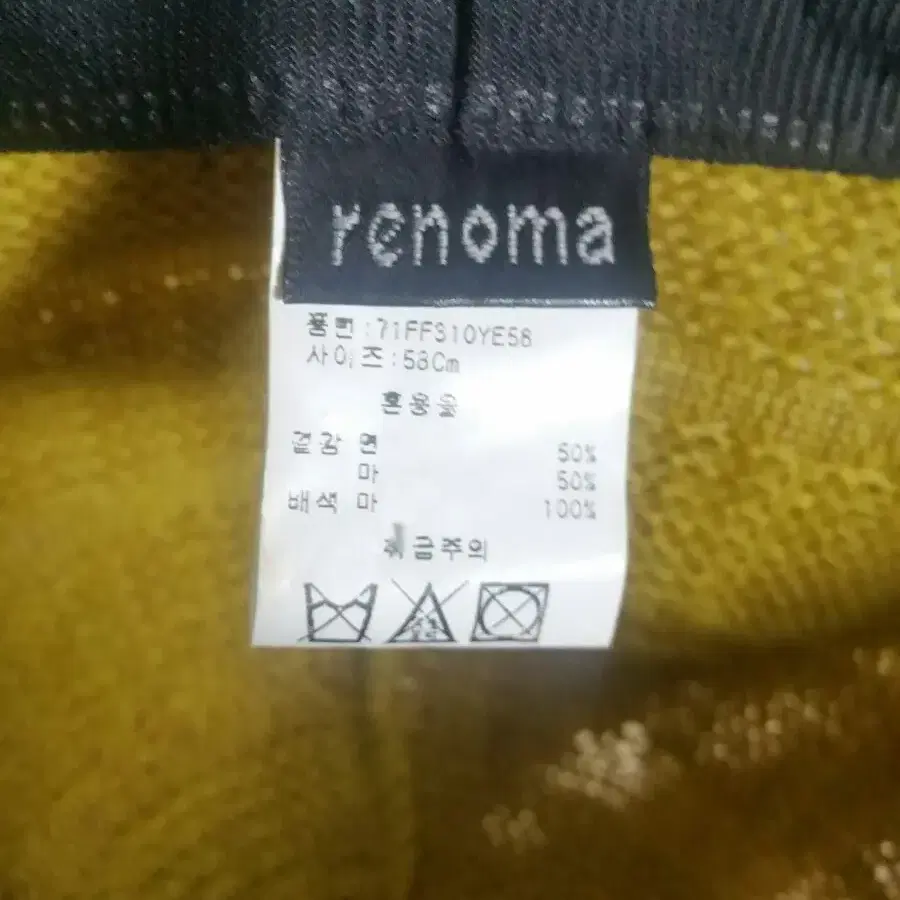 renoma
품번:71FFS10YE58
사이즈:58Cm
혼용율
겉감 면 50%
마 50%
배색 마 100%
취급주의